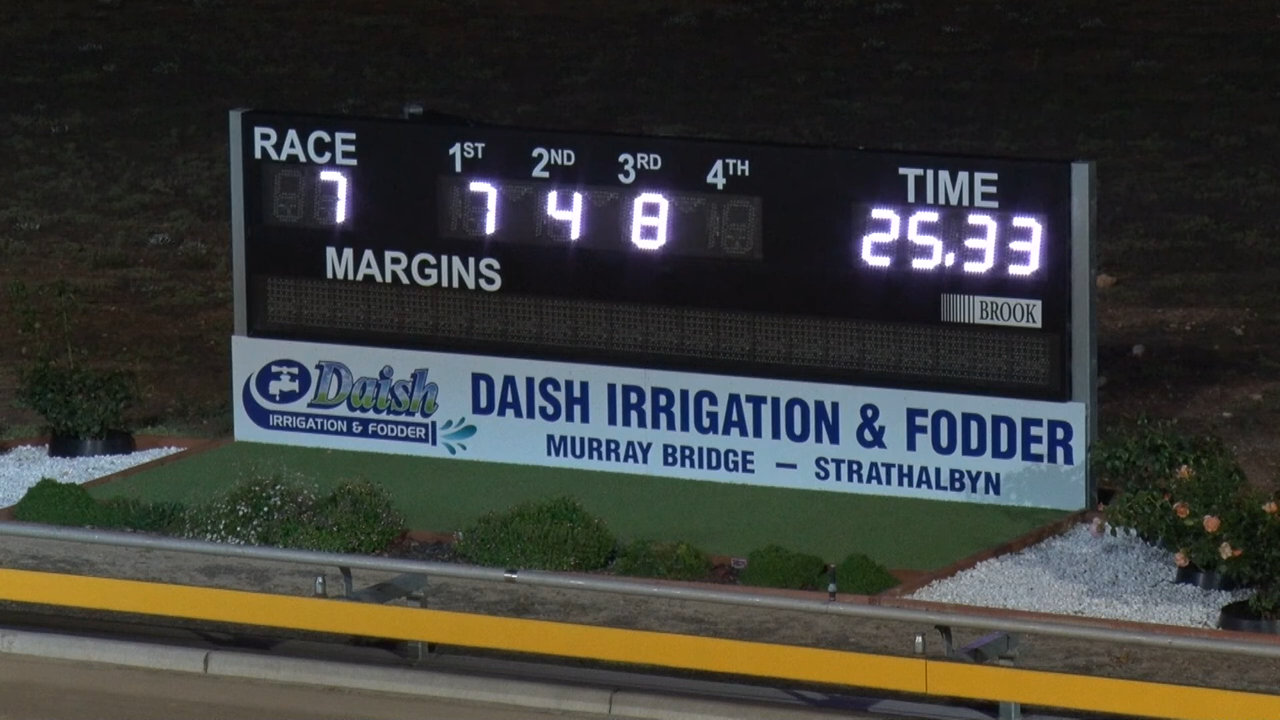 RACE 1ST 2ND 3RD 4TH TIME
7 7 4 8 25.33
MARGINS
BROOK
Daish
IRRIGATION & FODDER
DAISH IRRIGATION & FODDER
MURRAY BRIDGE – STRATHALBYN